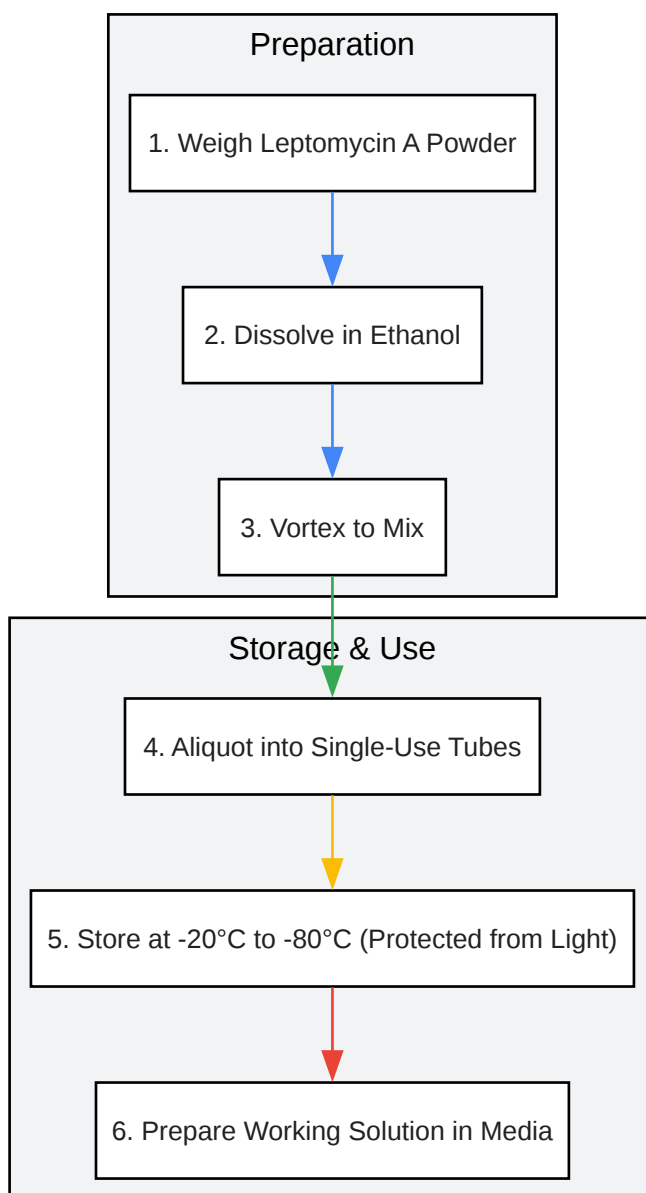 Preparation
1. Weigh Leptomycin A Powder
2. Dissolve in Ethanol
3. Vortex to Mix
Storage & Use
4. Aliquot into Single-Use Tubes
5. Store at -20°C to -80°C (Protected from Light)
6. Prepare Working Solution in Media